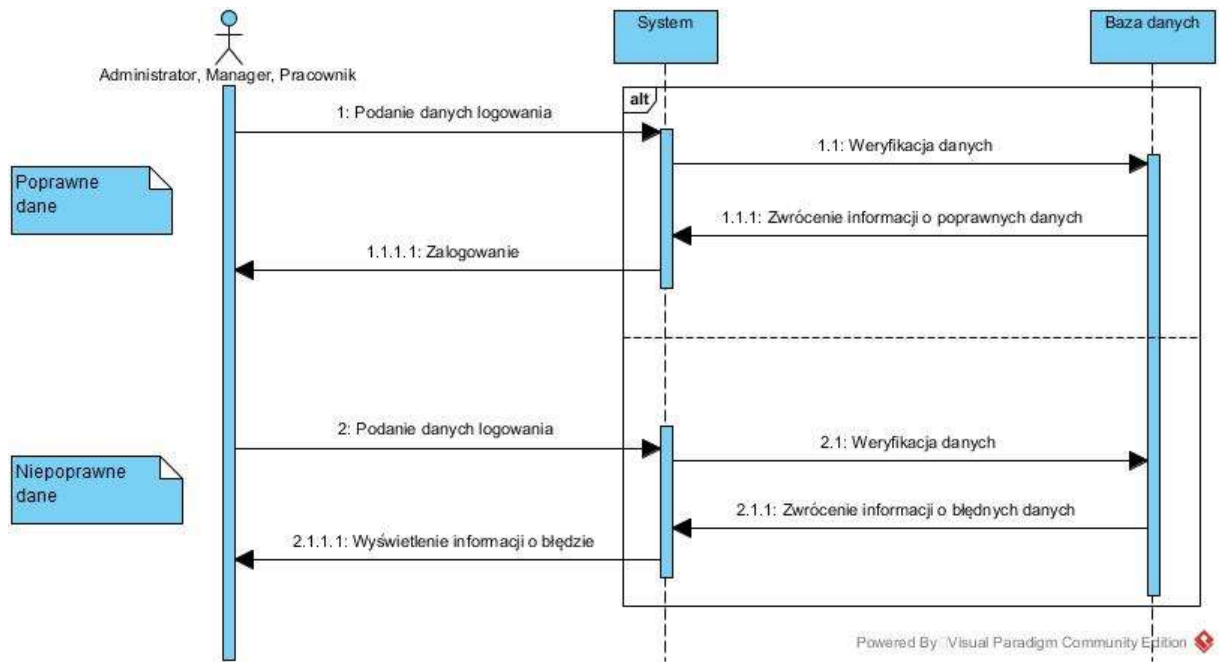 System
Baza danych
Administrator, Manager, Pracownik
alt
1: Podanie danych logowania
1.1: Weryfikacja danych
Poprawne
dane
1.1.1: Zwrócenie informacji o poprawnych danych
1.1.1.1: Zalogowanie
2: Podanie danych logowania
2.1: Weryfikacja danych
Niepoprawne
dane
2.1.1: Zwrócenie informacji o błędnych danych
2.1.1.1: Wyświetlenie informacji o błędzie
Powered By Visual Paradigm Community Edition